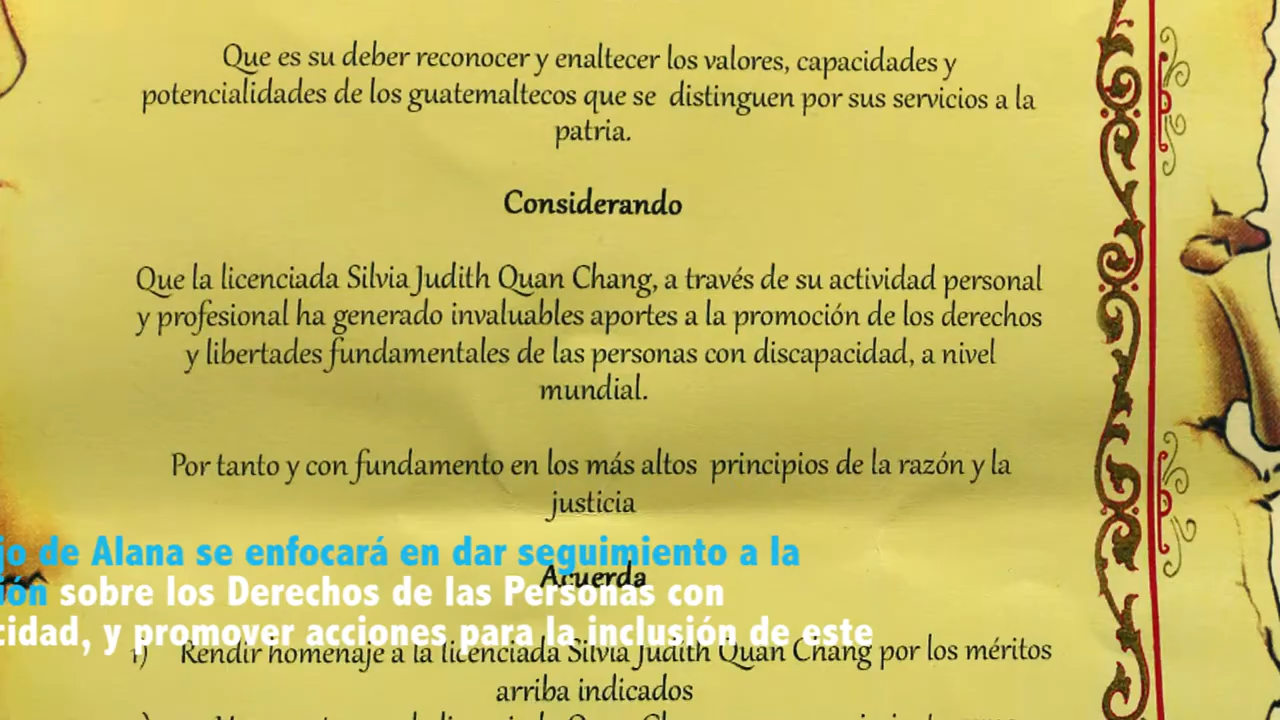 Que es su deber reconocer y enaltecer los valores, capacidades y
potencialidades de los guatemaltecos que se distinguen por sus servicios a la
patria.
Considerando
Que la licenciada Silvia Judith Quan Chang, a través de su actividad personal
y profesional ha generado invaluables aportes a la promoción de los derechos
y libertades fundamentales de las personas con discapacidad, a nivel
mundial.
Por tanto y con fundamento en los más altos principios de la razón y la
justicia
jo de Alana se enfocará en dar seguimiento a la
Acuerda
ión sobre los Derechos de las Personas con
cidad, y promover acciones para la inclusión de este
1) Rendir homenaje a la licenciada Silvia Judith Quan Chang por los méritos
arriba indicados